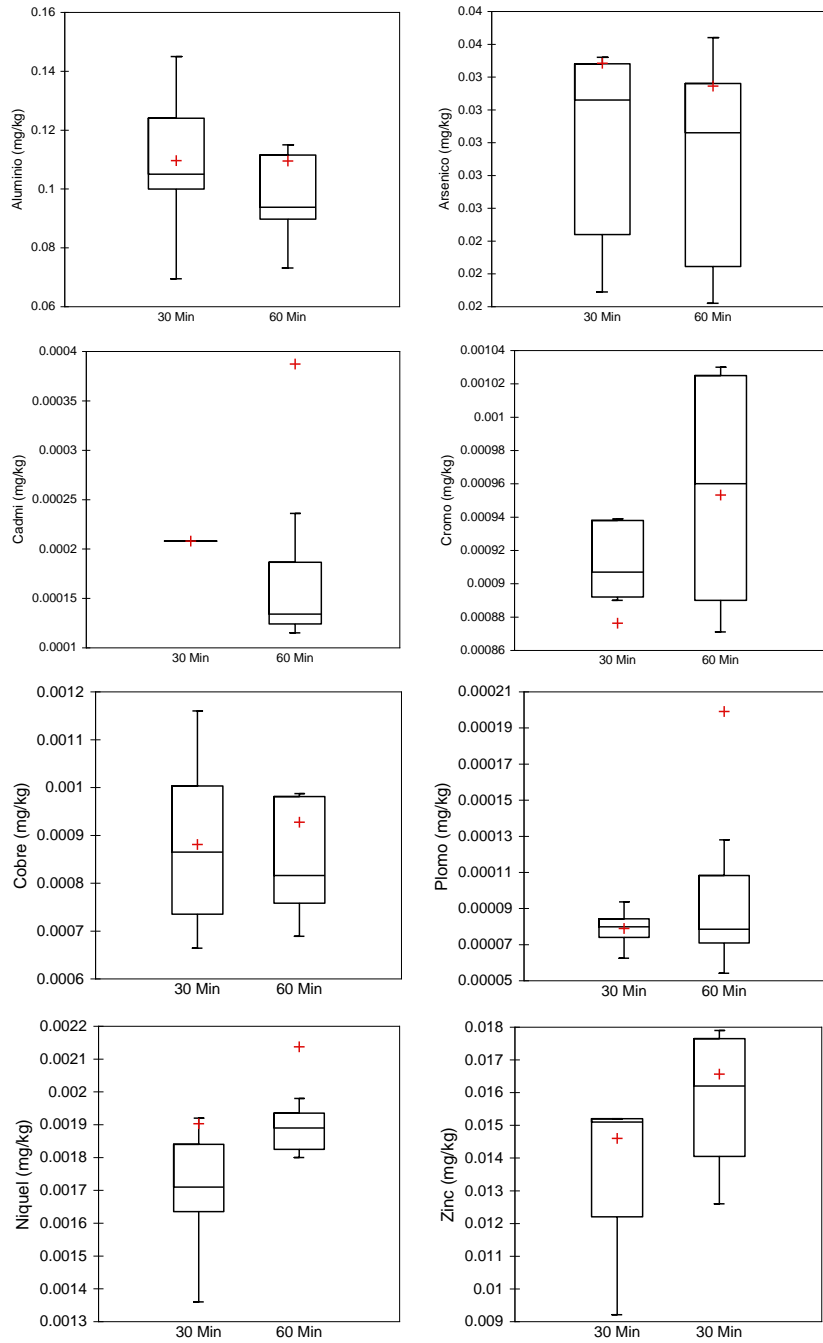 0.16
0.14
0.12
0.1
0.08
0.06
Aluminio (mg/kg)
30 Min
60 Min
0.04
0.04
0.03
0.03
0.03
0.03
0.02
0.02
0.02
Arsenico (mg/kg)
30 Min
60 Min
0.0004
0.00035
0.0003
0.00025
0.0002
0.00015
0.0001
Cadmi (mg/kg)
30 Min
60 Min
0.00104
0.00102
0.001
0.00098
0.00096
0.00094
0.00092
0.0009
0.00088
0.00086
Cromo (mg/kg)
30 Min
60 Min
0.0012
0.0011
0.001
0.0009
0.0008
0.0007
0.0006
Cobre (mg/kg)
30 Min
60 Min
0.00021
0.00019
0.00017
0.00015
0.00013
0.00011
0.00009
0.00007
0.00005
Plomo (mg/kg)
30 Min
60 Min
0.0022
0.0021
0.002
0.0019
0.0018
0.0017
0.0016
0.0015
0.0014
0.0013
Niquel (mg/kg)
30 Min
60 Min
0.018
0.017
0.016
0.015
0.014
0.013
0.012
0.011
0.01
0.009
Zinc (mg/kg)
30 Min
30 Min